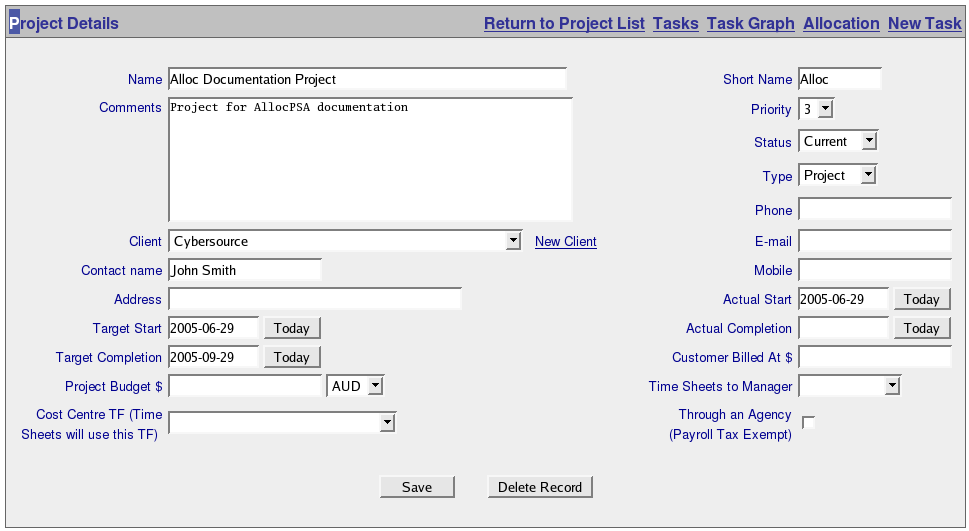 Project Details Return to Project List Tasks Task Graph Allocation New Task
Name Alloc Documentation Project Short Name Alloc
Comments Project for AllocPSA documentation Priority 3
Status Current
Type Project
Phone
Client Cybersource New Client E-mail
Contact name John Smith Mobile
Address Actual Start 2005-06-29 Today
Target Start 2005-06-29 Today Actual Completion Today
Target Completion 2005-09-29 Today Customer Billed At $
Project Budget $ AUD Time Sheets to Manager
Cost Centre TF (Time Through an Agency
Sheets will use this TF) (Payroll Tax Exempt)
Save Delete Record